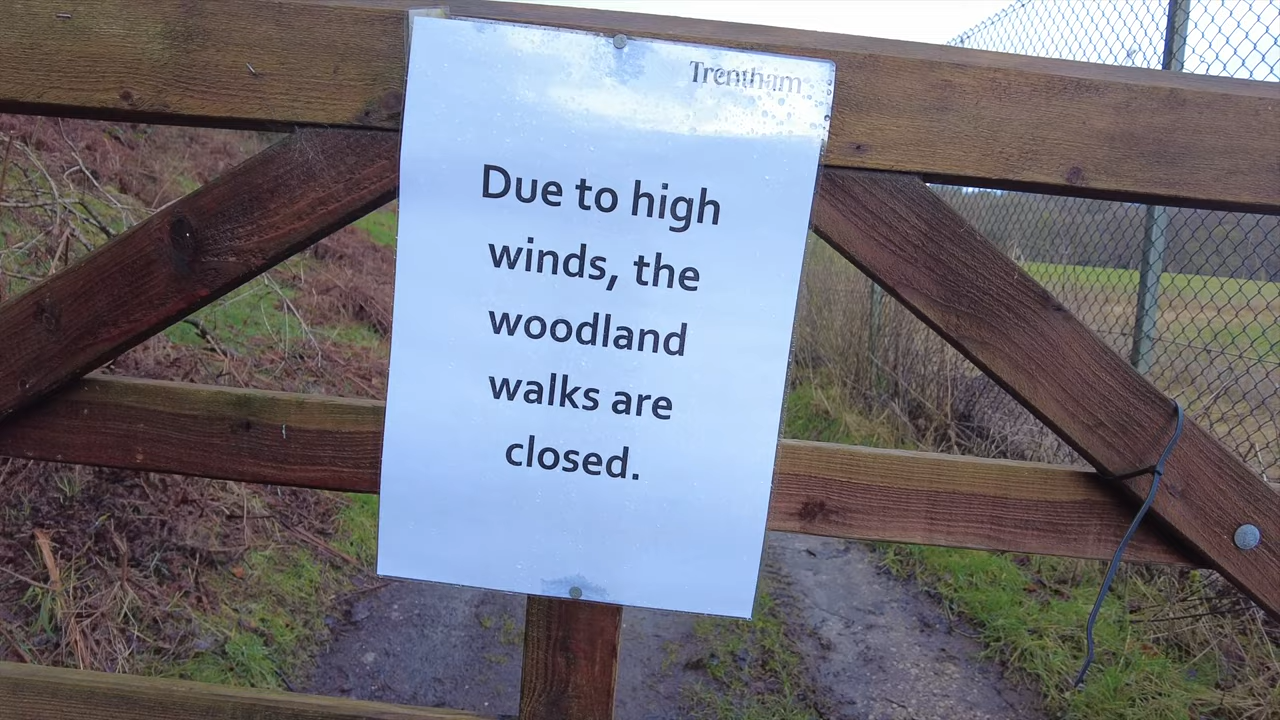 Trentham
Due to high
winds, the
woodland
walks are
closed.